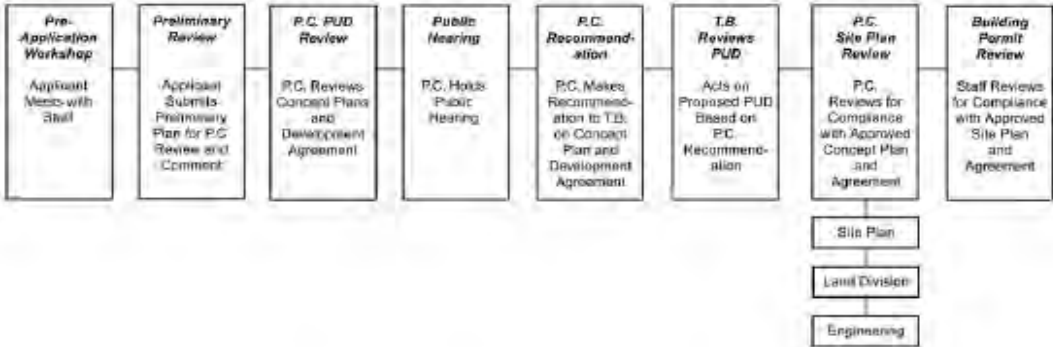 Pre-
Application
Workshop
Applicant
Meets with
Staff
Preliminary
Review
Applicant
Submits
Preliminary
Plan for P.C.
Review and
Comment
P.C. PUD
Review
P.C. Reviews
Concept Plans
and
Development
Agreement
Public
Hearing
P.C. Holds
Public
Hearing
P.C.
Recommend-
ation
P.C. Makes
Recommend-
ation to T.B.
on Concept
Plan and
Development
Agreement
T.B.
Reviews
PUD
Acts on
Proposed PUD
Based on
P.C.
Recommend-
ation
P.C.
Site Plan
Review
P.C.
Reviews for
Compliance
with Approved
Concept Plan
and
Agreement
Site Plan
Land Division
Engineering
Building
Permit
Review
Staff Reviews
for Compliance
with Approved
Site Plan
and
Agreement